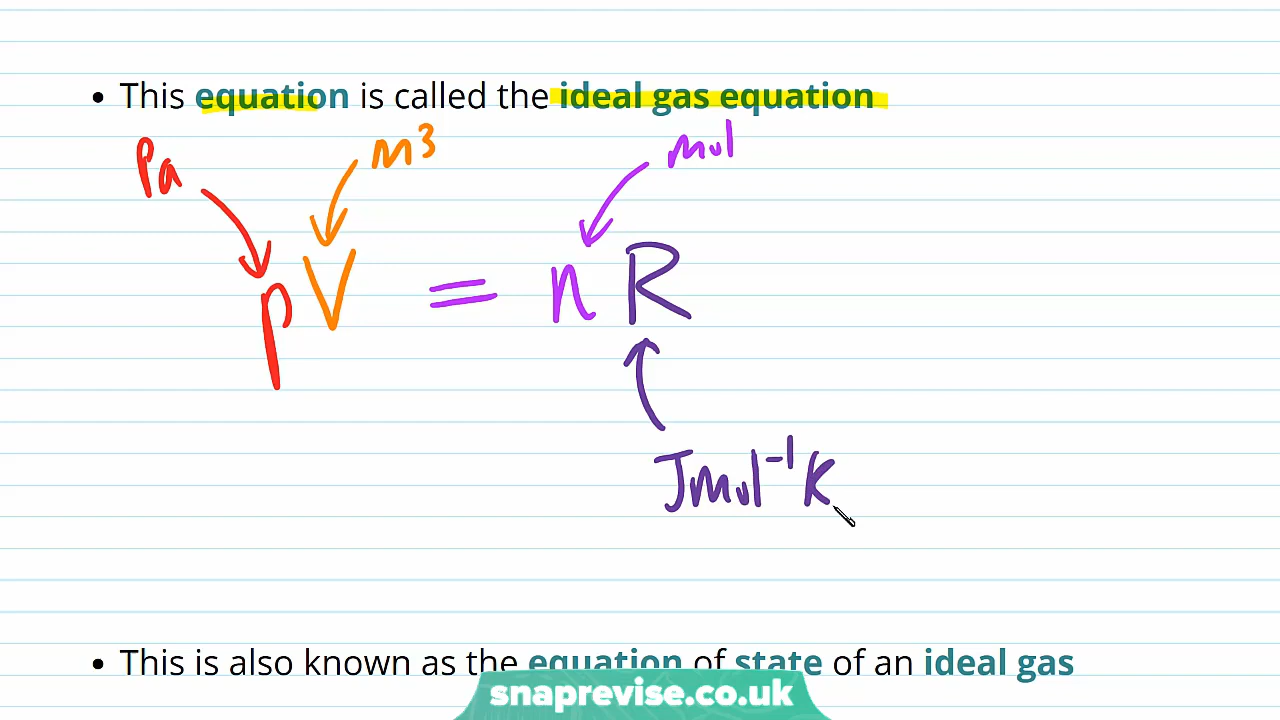 • This equation is called the ideal gas equation
Pa m³ mol
pV = nR
Jmol⁻¹K
• This is also known as the equation of state of an ideal gas
snaprevise.co.uk